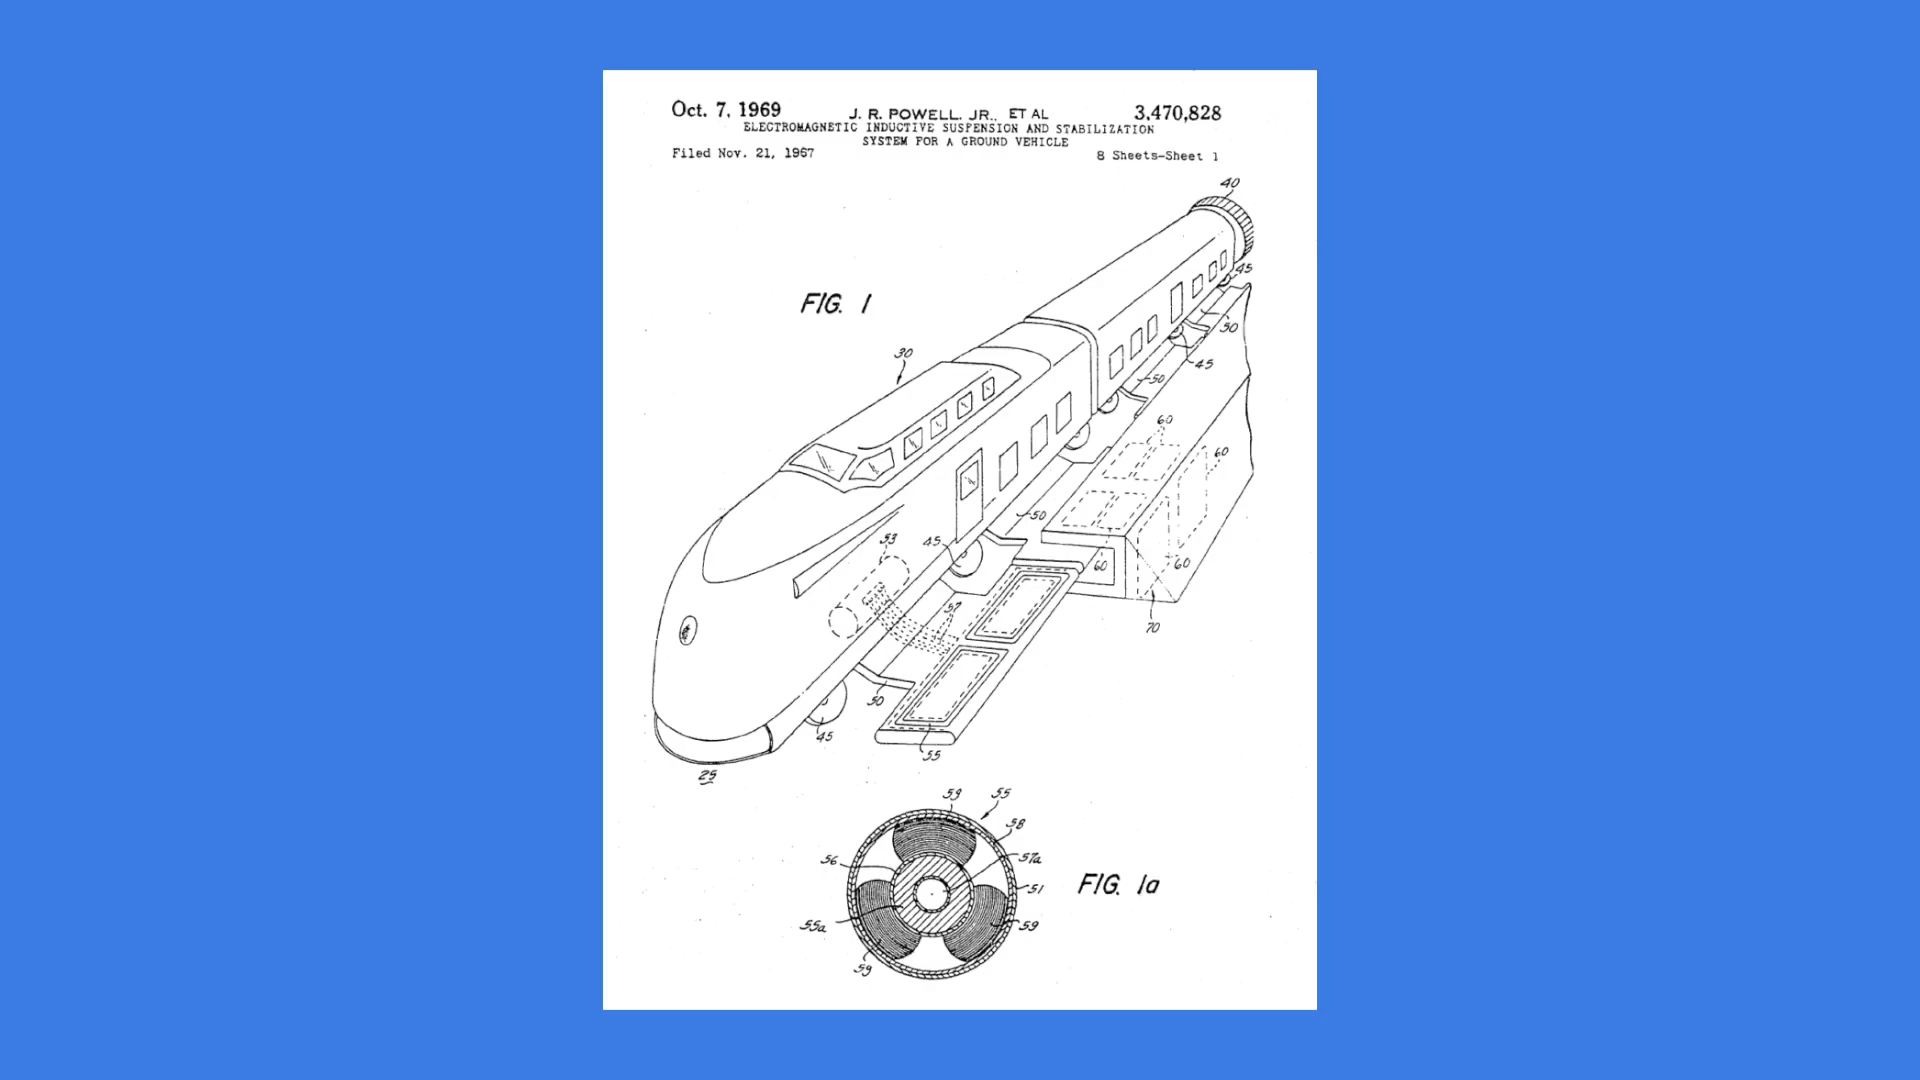 Oct. 7, 1969 J. R. POWELL. JR., ET AL 3,470,828
ELECTROMAGNETIC INDUCTIVE SUSPENSION AND STABILIZATION
SYSTEM FOR A GROUND VEHICLE
Filed Nov. 21, 1967 8 Sheets-Sheet 1
40
45
FIG. 1
50
30
45
50
60
60
50
53
45
60
60
57
70
50
45
55
25
59 55
58
56 57a
51
FIG. 1a
55a 59
59